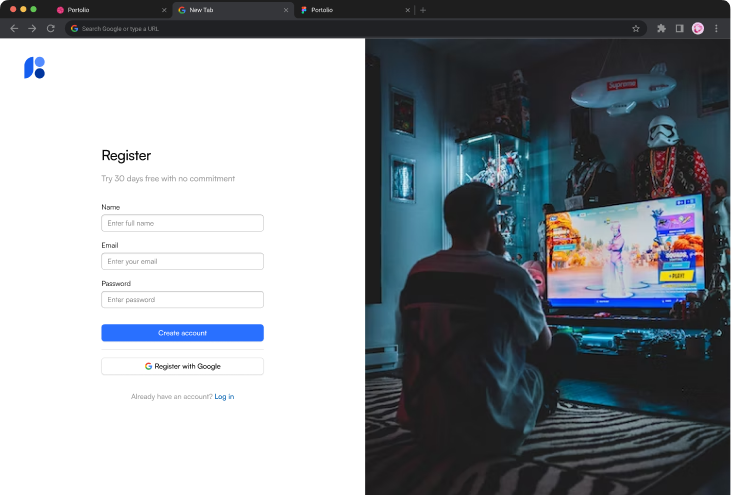 Portolio
New Tab
Portolio
Search Google or type a URL
Register
Try 30 days free with no commitment
Name
Enter full name
Email
Enter your email
Password
Enter password
Create account
Register with Google
Already have an account? Log in
Supreme